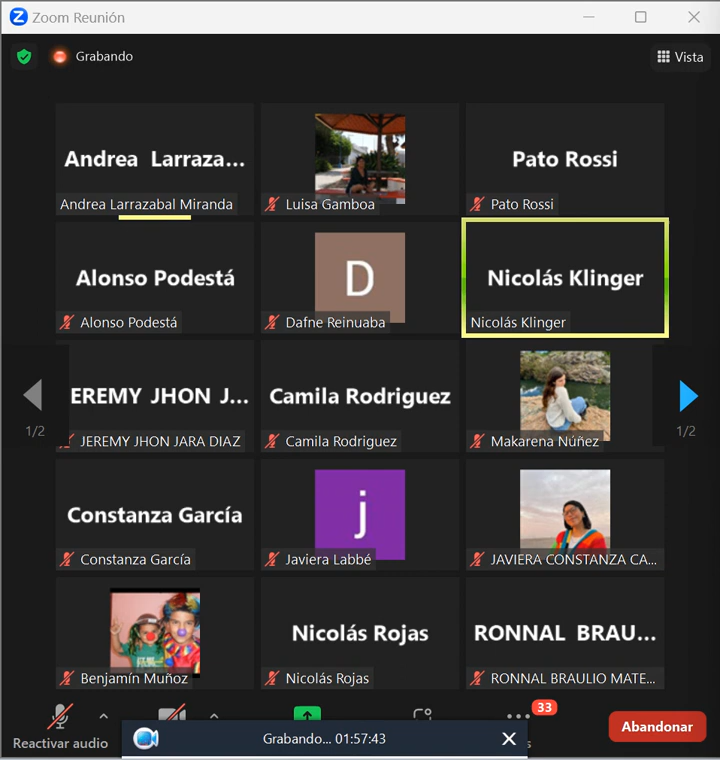 Zoom Reunión
Grabando
Vista
Andrea Larraza...
Andrea Larrazabal Miranda
Luisa Gamboa
Pato Rossi
Pato Rossi
Alonso Podestá
Alonso Podestá
D
Dafne Reinuaba
Nicolás Klinger
Nicolás Klinger
EREMY JHON J...
JEREMY JHON JARA DIAZ
Camila Rodriguez
Camila Rodriguez
Makarena Núñez
1/2
1/2
Constanza García
Constanza García
j
Javiera Labbé
JAVIERA CONSTANZA CA...
Benjamín Muñoz
Nicolás Rojas
Nicolás Rojas
RONNAL BRAU...
RONNAL BRAULIO MATE...
33
Reactivar audio
Grabando... 01:57:43
s
Abandonar